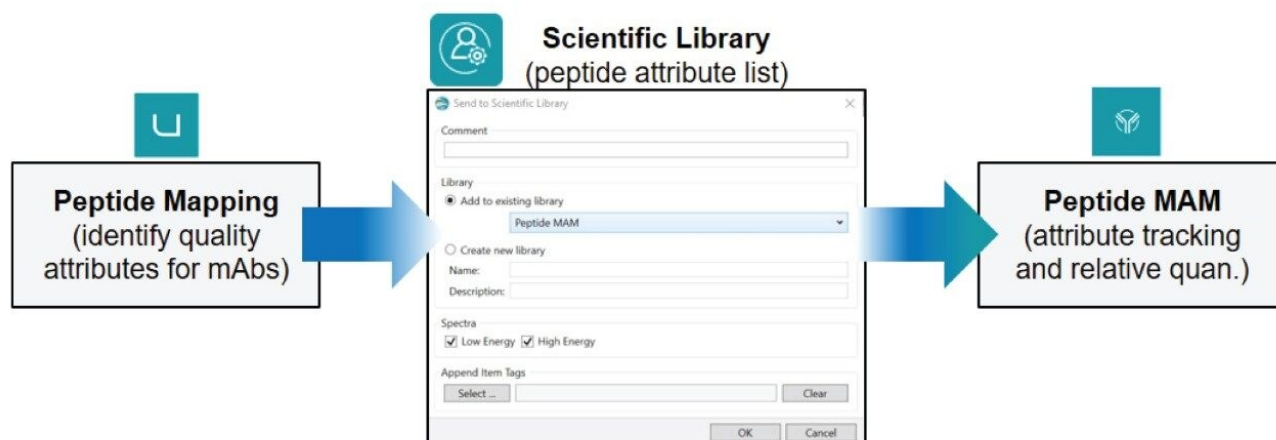 Scientific Library
(peptide attribute list)
Peptide Mapping
(identify quality
attributes for mAbs)
Send to Scientific Library
Comment
Library
Add to existing library
Peptide MAM
Create new library
Name:
Description:
Spectra
Low Energy High Energy
Append Item Tags
Select ... Clear
OK Cancel
Peptide MAM
(attribute tracking
and relative quan.)